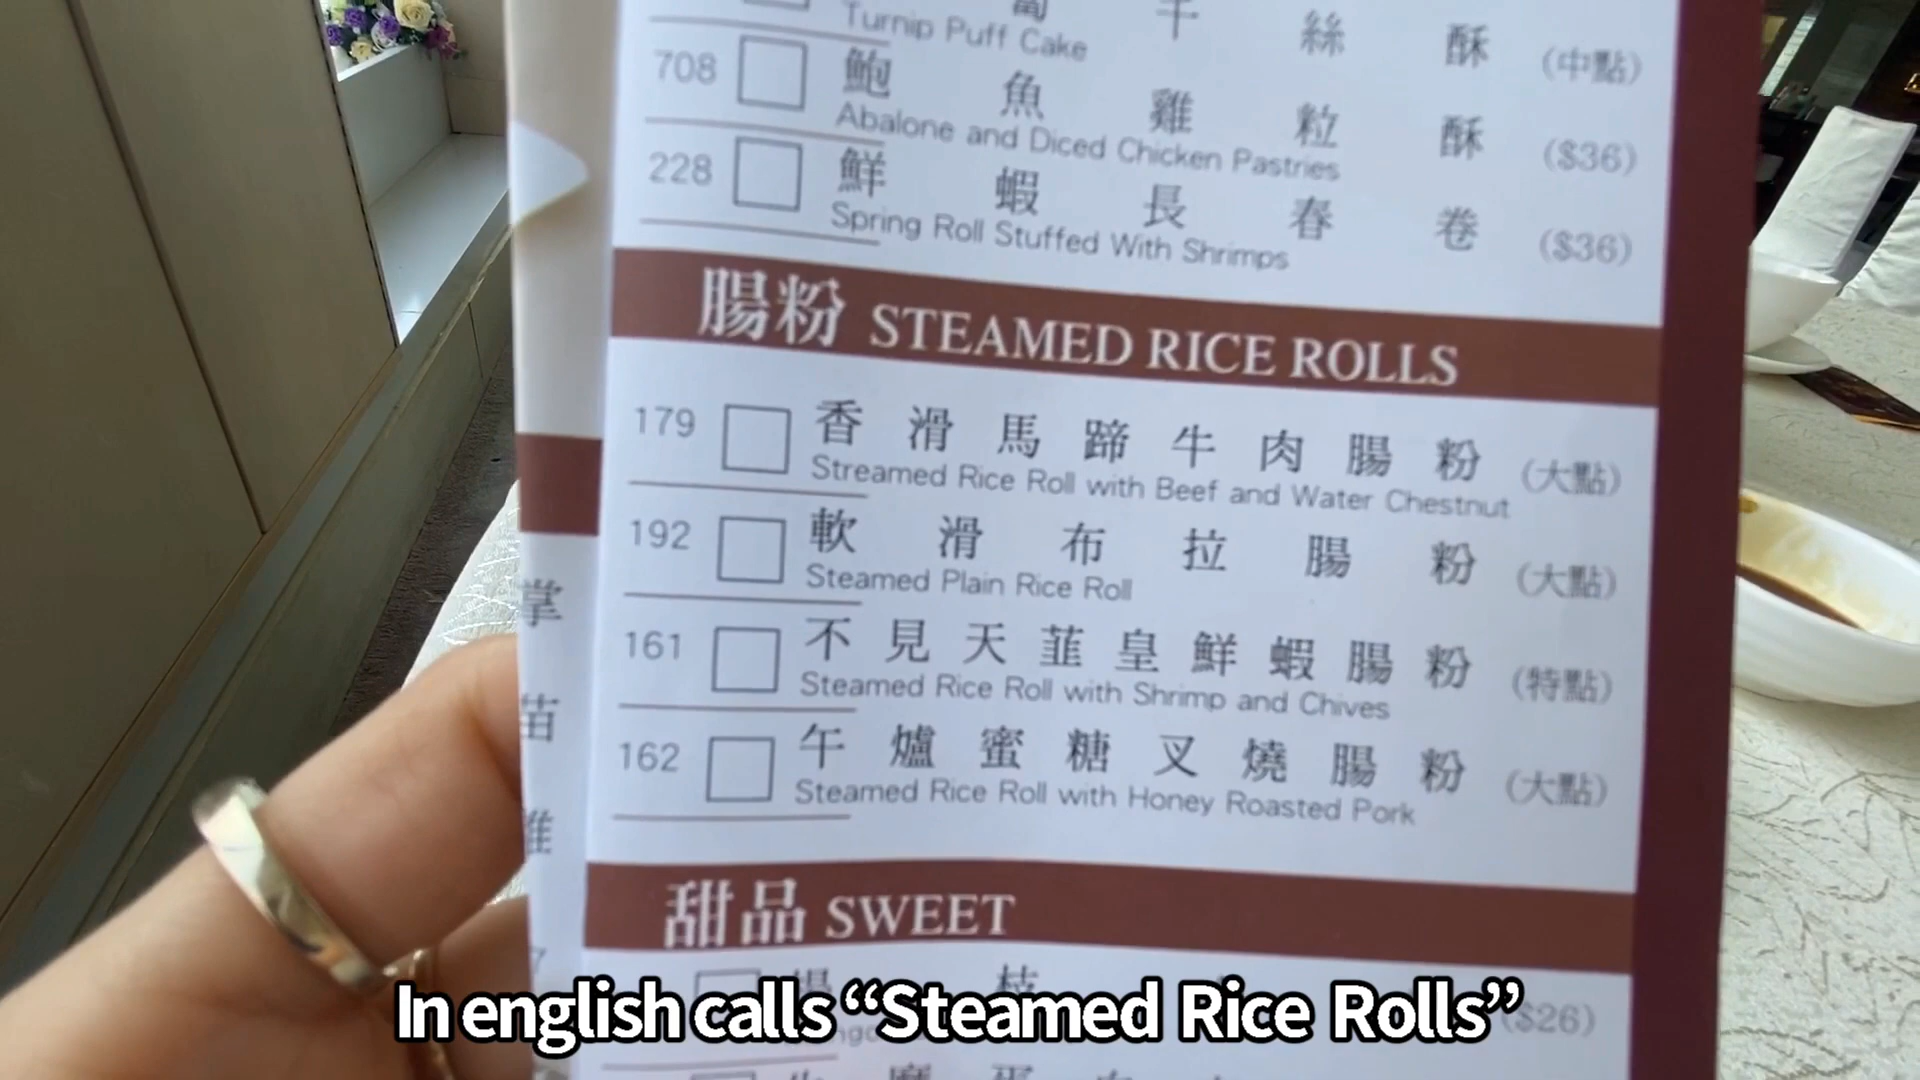 千 絲 酥 (中點)
Turnip Puff Cake
708 鮑 魚 雞 粒 酥 ($36)
Abalone and Diced Chicken Pastries
228 鮮 蝦 長 春 卷 ($36)
Spring Roll Stuffed With Shrimps
腸粉 STEAMED RICE ROLLS
179 香 滑 馬 蹄 牛 肉 腸 粉 (大點)
Streamed Rice Roll with Beef and Water Chestnut
192 軟 滑 布 拉 腸 粉 (大點)
Steamed Plain Rice Roll
掌
161 不 見 天 韮 皇 鮮 蝦 腸 粉 (特點)
Steamed Rice Roll with Shrimp and Chives
苗
162 午 爐 蜜 糖 叉 燒 腸 粉 (大點)
Steamed Rice Roll with Honey Roasted Pork
甜品 SWEET
枝 ($26)
In english calls “Steamed Rice Rolls”